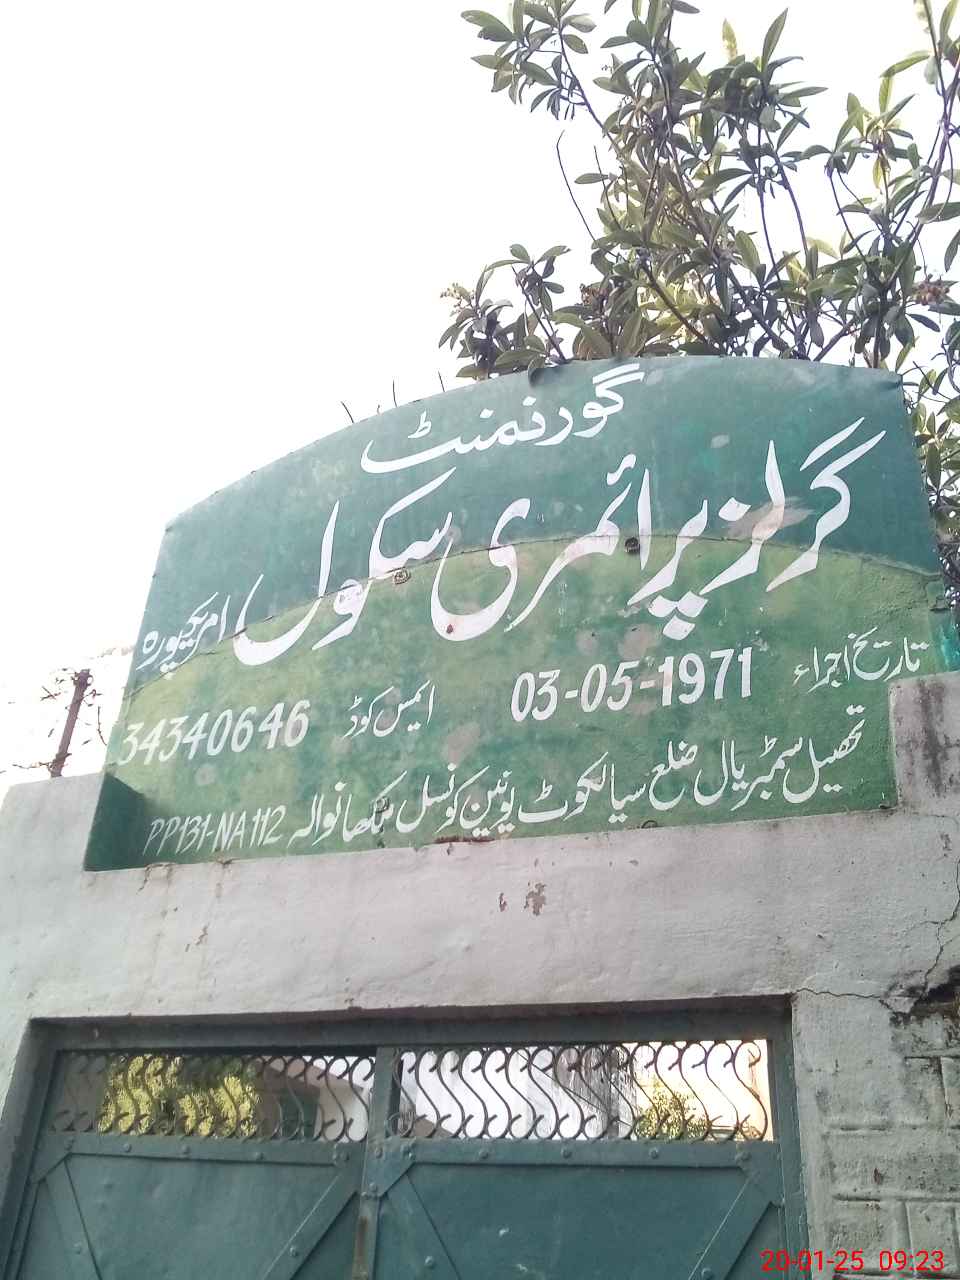 گورنمنٹ
گرلز پرائمری سکول امریکپورہ
تاریخ اجراء 03-05-1971 ایمس کوڈ 34340646
تحصیل سمبڑیال ضلع سیالکوٹ یونین کونسل مکھانوالہ PP131-NA112
20-01-25 09:23